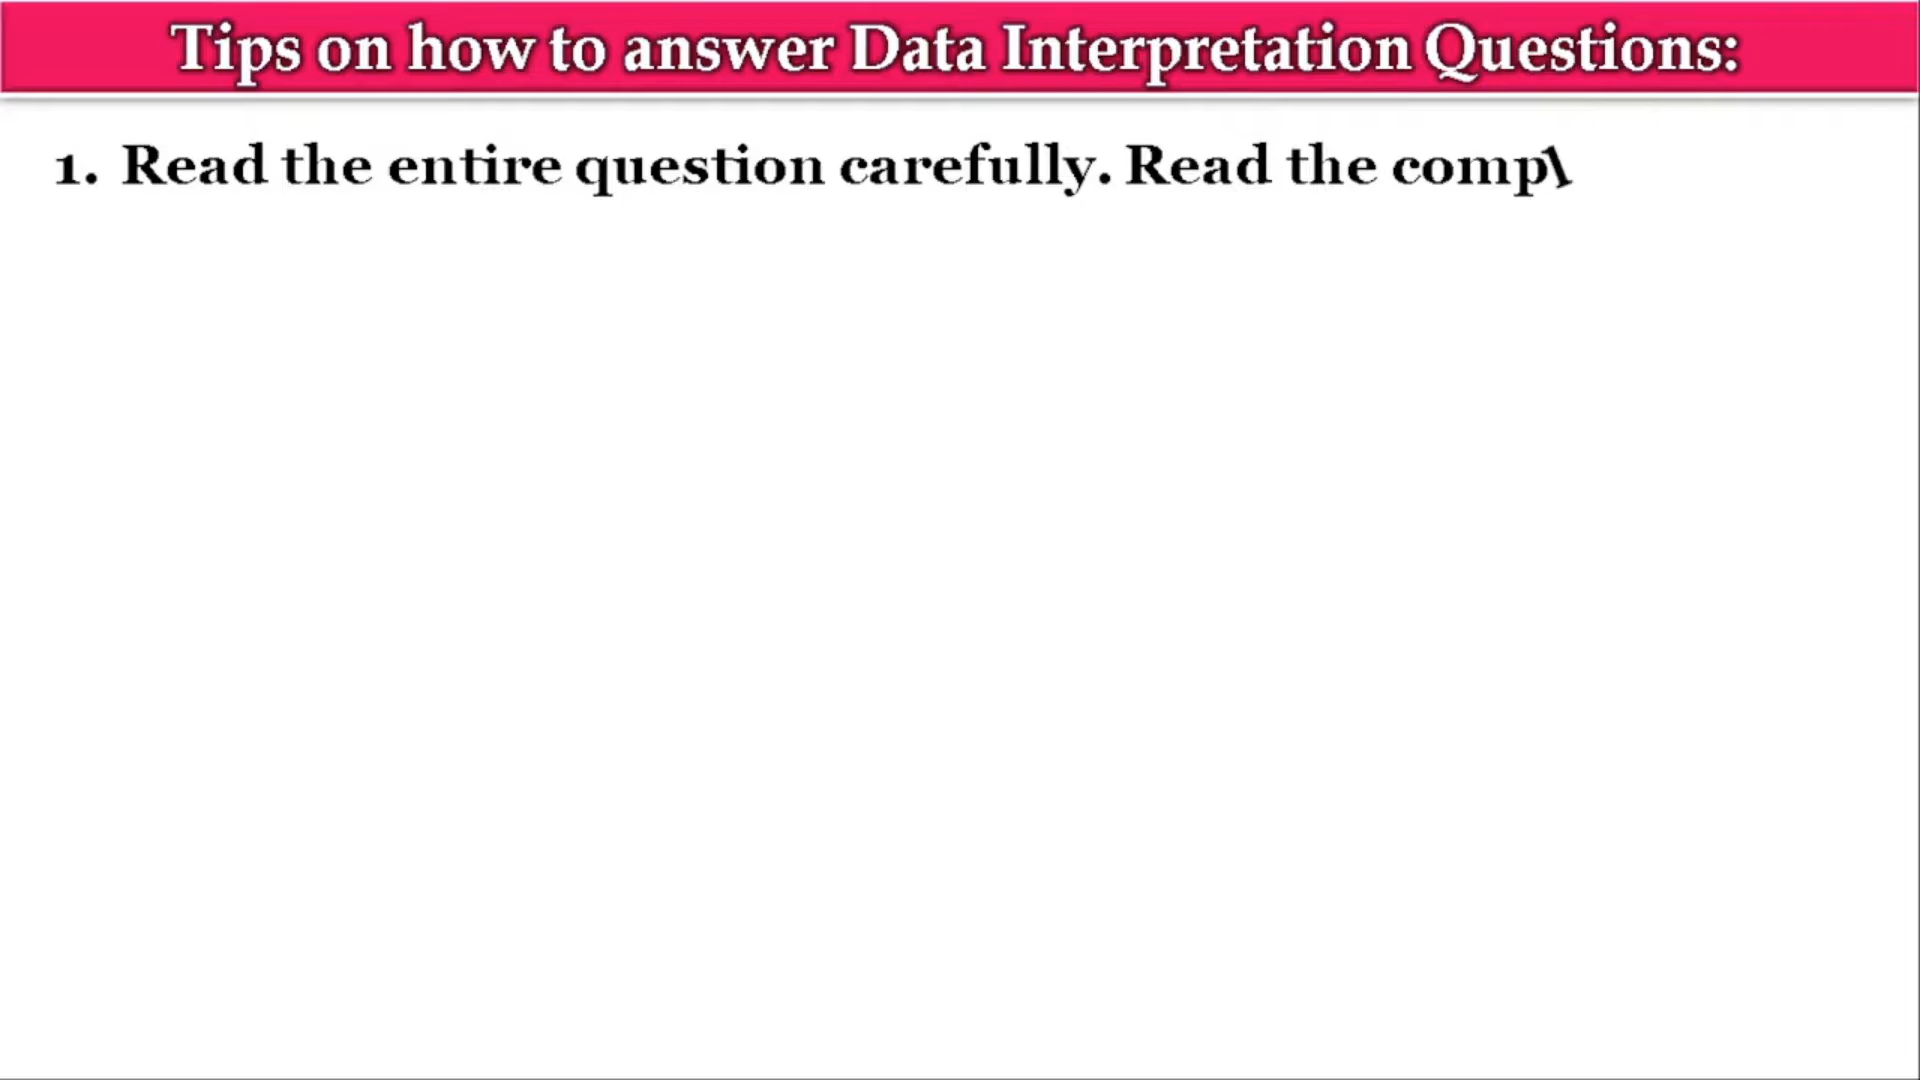 Tips on how to answer Data Interpretation Questions:
1. Read the entire question carefully. Read the comp